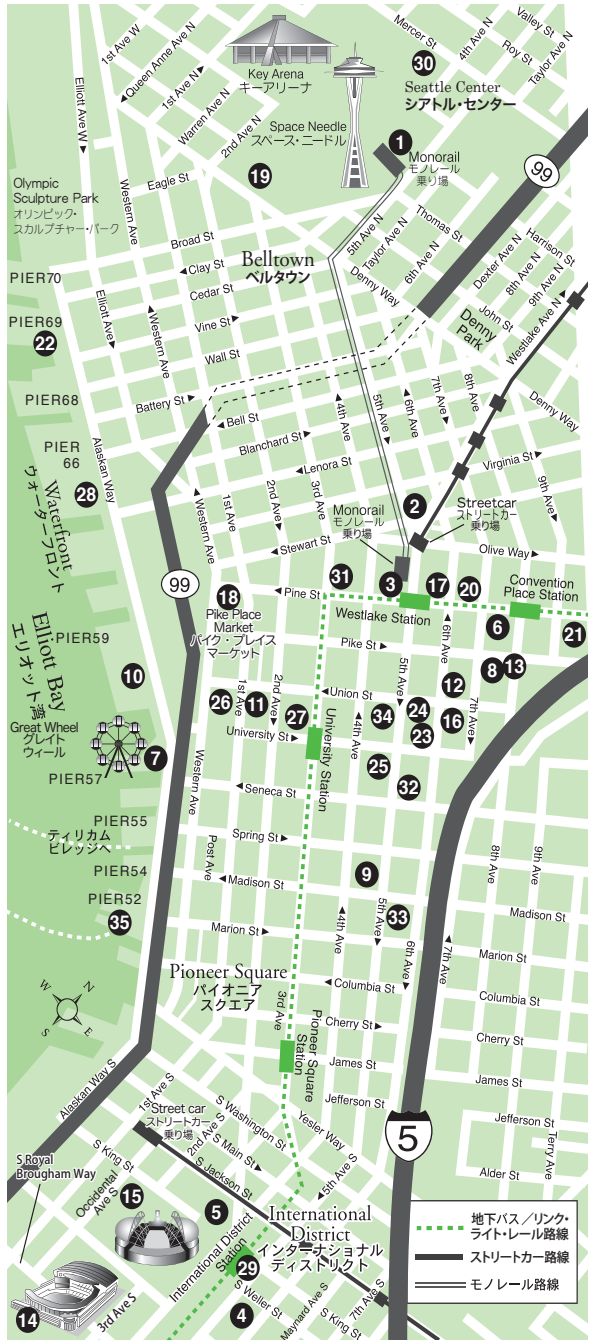 Mercer St
Valley St
4th Ave N
Roy St
Taylor Ave N
1st Ave W
Queen Anne Ave N
1st Ave N
Warren Ave N
2nd Ave N
Key Arena
キーアリーナ
30
Seattle Center
シアトル・センター
Elliott Ave W
Space Needle
スペース・ニードル
1
Monorail
モノレール
乗り場
99
19
Olympic
Sculpture Park
オリンピック・
スカルプチャー・パーク
Western Ave
Eagle St
Broad St
Clay St
Cedar St
Vine St
Wall St
Battery St
Belltown
ベルタウン
5th Ave N
Taylor Ave N
6th Ave N
Thomas St
Dexter Ave N
8th Ave N
9th Ave N
Harrison St
Westlake Ave N
John St
Denny Way
Denny
Park
Denny Way
PIER70
PIER69
22
Elliott Ave
Western Ave
PIER68
PIER
66
28
Alaskan Way
Waterfront
ウォーターフロント
Bell St
Blanchard St
Lenora St
4th Ave
5th Ave
6th Ave
7th Ave
8th Ave
Virginia St
9th Ave
Western Ave
1st Ave
2nd Ave
3rd Ave
2
Monorail
モノレール
乗り場
Streetcar
ストリートカー
乗り場
Stewart St
Olive Way
99
18
Pine St
31
3
17
20
Convention
Place Station
Westlake Station
6
21
Pike Place
Market
パイク・プレイス
マーケット
Pike St
6th Ave
8
13
PIER59
Elliott Bay
エリオット湾
10
12
5th Ave
7th Ave
26
1st Ave
11
2nd Ave
27
Union St
34
24
16
23
4th Ave
University St
University Station
Great Wheel
グレイト
ウィール
7
PIER57
25
32
Western Ave
Seneca St
PIER55
ティリカム
ビレッジへ
Spring St
PIER54
Post Ave
Madison St
9
8th Ave
9th Ave
PIER52
35
33
Madison St
Marion St
4th Ave
5th Ave
6th Ave
7th Ave
Marion St
Pioneer Square
パイオニア
スクエア
Columbia St
Columbia St
3rd Ave
Cherry St
Cherry St
Pioneer Square
Station
James St
James St
W
N
S
E
Jefferson St
Jefferson St
Alaskan Way S
1st Ave S
Street car
ストリートカー
乗り場
2nd Ave S
S Washington St
S Main St
S Jackson St
Yesler Way
5
Terry Ave
Alder St
S King St
S Royal
Brougham Way
Occidental
Ave S
15
5
5th Ave S
International
District
インターナショナル
ディストリクト
International District
Station
29
14
3rd Ave S
4
S Weller St
Maynard Ave S
7th Ave S
S King St
地下バス／リンク・
ライト・レール路線
ストリートカー路線
モノレール路線